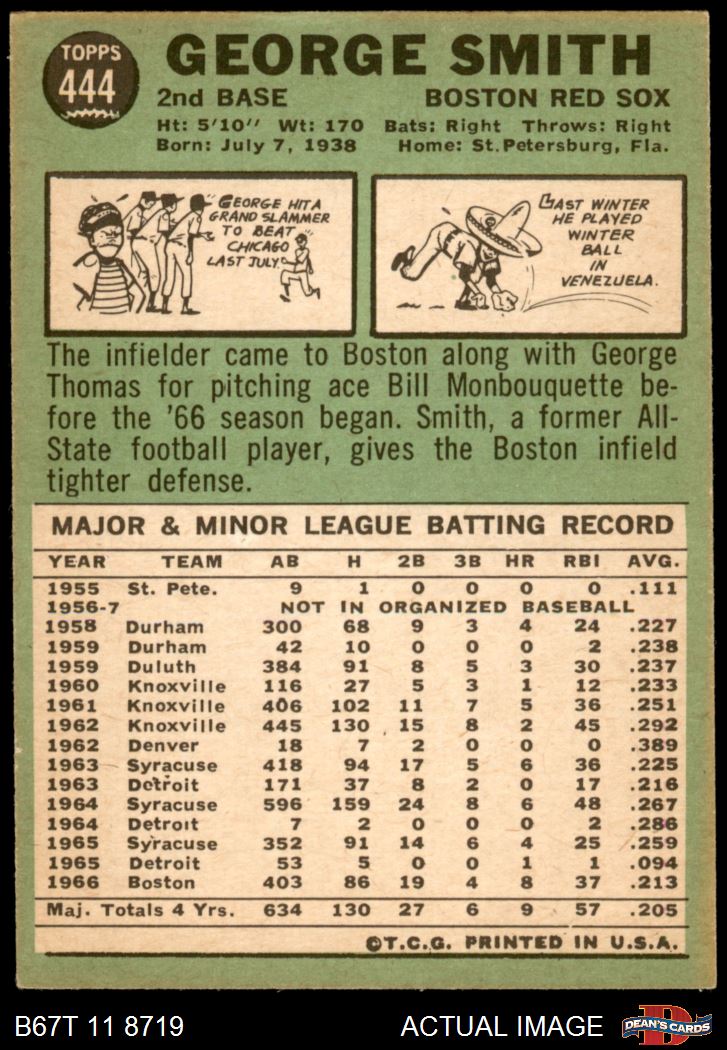 TOPPS
444
GEORGE SMITH
2nd BASE BOSTON RED SOX
Ht: 5'10" Wt: 170 Bats: Right Throws: Right
Born: July 7, 1938 Home: St. Petersburg, Fla.
GEORGE HIT A
GRAND SLAMMER
TO BEAT
CHICAGO
LAST JULY.
LAST WINTER
HE PLAYED
WINTER
BALL
IN
VENEZUELA.
The infielder came to Boston along with George
Thomas for pitching ace Bill Monbouquette be-
fore the '66 season began. Smith, a former All-
State football player, gives the Boston infield
tighter defense.
MAJOR & MINOR LEAGUE BATTING RECORD
YEAR TEAM AB H 2B 3B HR RBI AVG.
1955 St. Pete. 9 1 0 0 0 0 .111
1956-7 NOT IN ORGANIZED BASEBALL
1958 Durham 300 68 9 3 4 24 .227
1959 Durham 42 10 0 0 0 2 .238
1959 Duluth 384 91 8 5 3 30 .237
1960 Knoxville 116 27 5 3 1 12 .233
1961 Knoxville 406 102 11 7 5 36 .251
1962 Knoxville 445 130 15 8 2 45 .292
1962 Denver 18 7 2 0 0 0 .389
1963 Syracuse 418 94 17 5 6 36 .225
1963 Detroit 171 37 8 2 0 17 .216
1964 Syracuse 596 159 24 8 6 48 .267
1964 Detroit 7 2 0 0 0 2 .286
1965 Syracuse 352 91 14 6 4 25 .259
1965 Detroit 53 5 0 0 1 1 .094
1966 Boston 403 86 19 4 8 37 .213
Maj. Totals 4 Yrs. 634 130 27 6 9 57 .205
©T.C.G. PRINTED IN U.S.A.
B67T 11 8719 ACTUAL IMAGE
D
DEAN'S CARDS